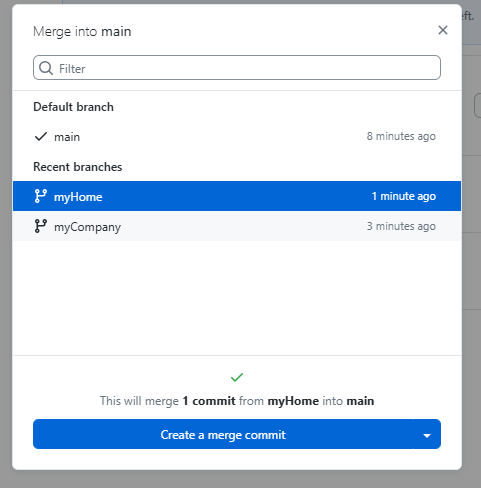 Merge into main
eft.
Filter
Default branch
main 8 minutes ago
Recent branches
myHome 1 minute ago
myCompany 3 minutes ago
This will merge 1 commit from myHome into main
Create a merge commit